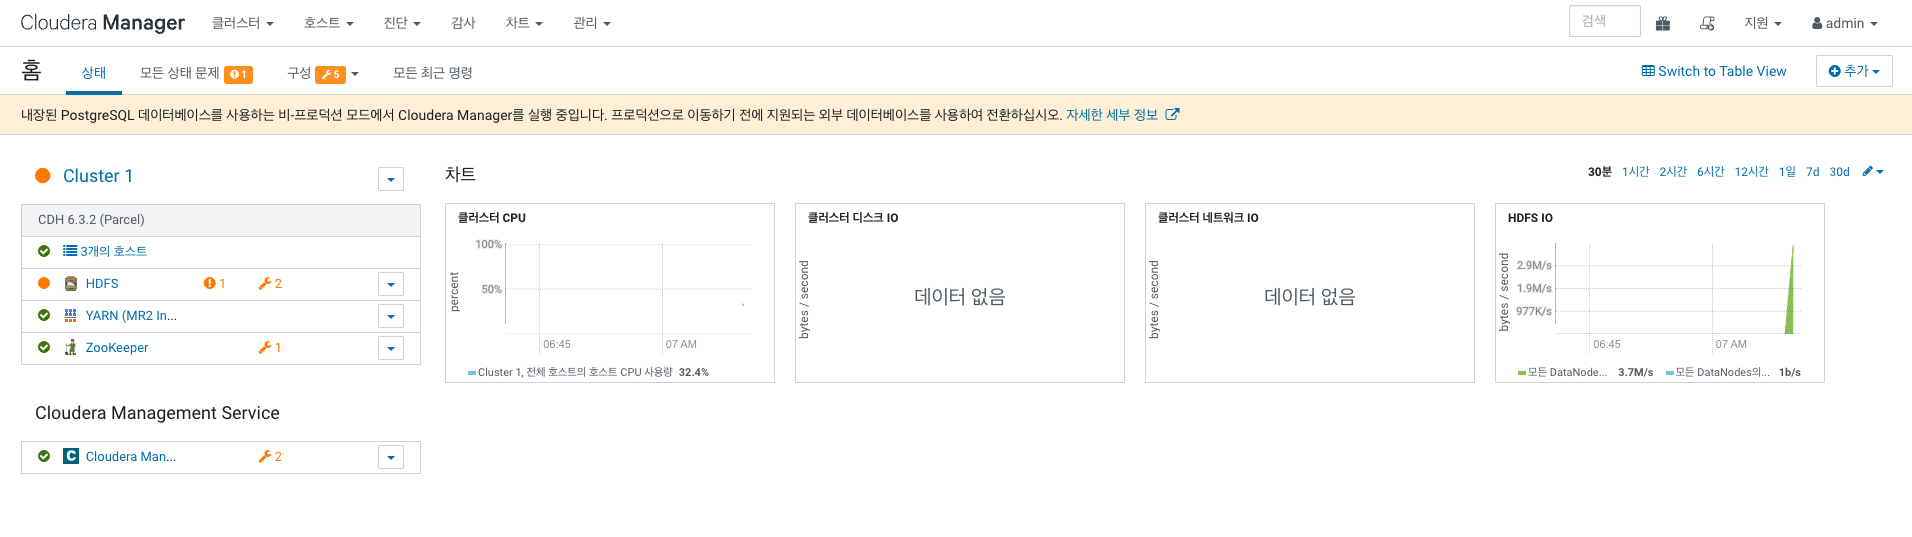 Cloudera Manager 클러스터 호스트 진단 감사 차트 관리 검색 지원 admin
홈 상태 모든 상태 문제 1 구성 5 모든 최근 명령 Switch to Table View 추가
내장된 PostgreSQL 데이터베이스를 사용하는 비-프로덕션 모드에서 Cloudera Manager를 실행 중입니다. 프로덕션으로 이동하기 전에 지원되는 외부 데이터베이스를 사용하여 전환하십시오. 자세한 세부 정보
Cluster 1
CDH 6.3.2 (Parcel)
3개의 호스트
HDFS 1 2
YARN (MR2 In...
ZooKeeper 1
Cloudera Management Service
C Cloudera Man... 2
차트
30분 1시간 2시간 6시간 12시간 1일 7d 30d
클러스터 CPU
percent
100%
50%
06:45 07 AM
Cluster 1, 전체 호스트의 호스트 CPU 사용량 32.4%
클러스터 디스크 IO
bytes / second
데이터 없음
클러스터 네트워크 IO
bytes / second
데이터 없음
HDFS IO
bytes / second
2.9M/s
1.9M/s
977K/s
06:45 07 AM
모든 DataNode... 3.7M/s 모든 DataNodes의... 1b/s